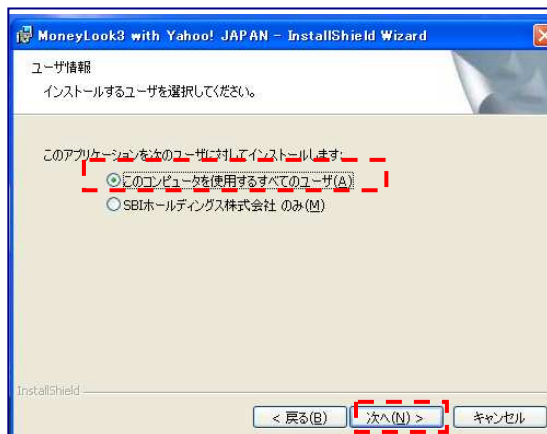 MoneyLook3 with Yahoo! JAPAN - InstallShield Wizard
ユーザ情報
インストールするユーザを選択してください。
このアプリケーションを次のユーザに対してインストールします:
このコンピュータを使用するすべてのユーザ(A)
SBIホールディングス株式会社 のみ(M)
InstallShield
< 戻る(B) 次へ(N) > キャンセル